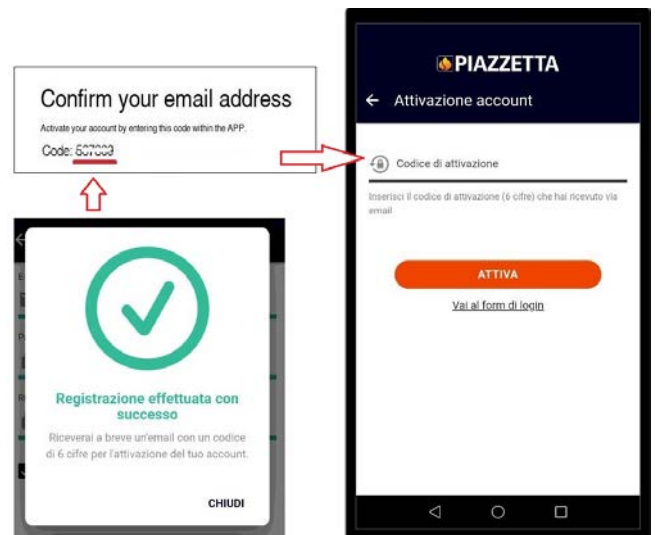 Confirm your email address
Activate your account by entering this code within the APP.
Code:
Registrazione effettuata con
successo
Riceverai a breve un'email con un codice
di 6 cifre per l'attivazione del tuo account.
CHIUDI
PIAZZETTA
Attivazione account
Codice di attivazione
Inserisci il codice di attivazione (6 cifre) che hai ricevuto via
email
ATTIVA
Vai al form di login